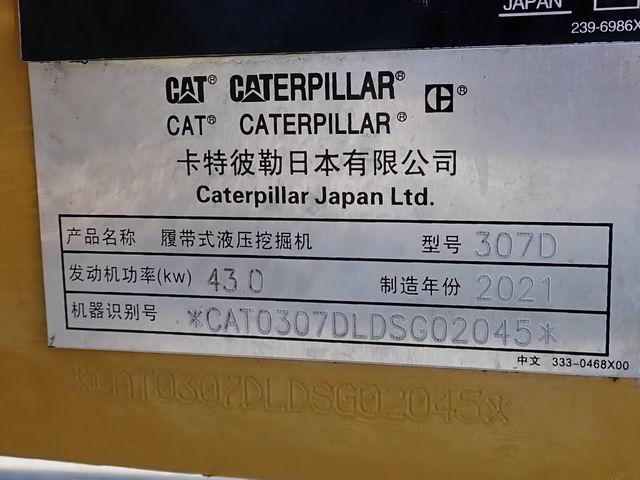 JAPAN
239-6986X
CAT® CATERPILLAR® C®
CAT® CATERPILLAR®
卡特彼勒日本有限公司
Caterpillar Japan Ltd.
产品名称 履带式液压挖掘机 型号 307D
发动机功率(kw) 43.0 制造年份 2021
机器识别号 *CAT0307DLDSG02045*
中文 333-0468X00
*CAT0307DLDSG02045*